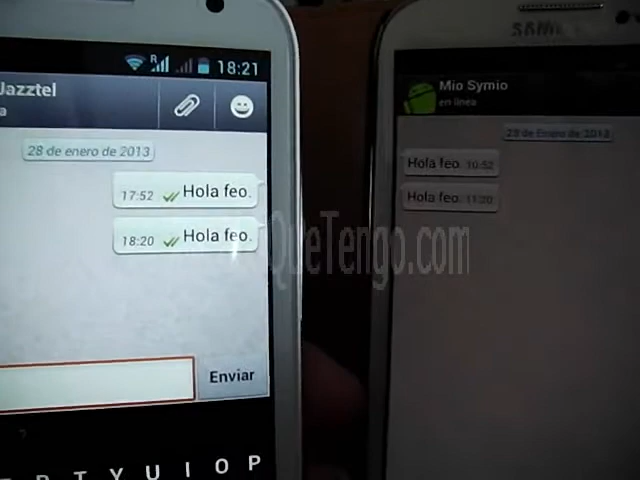 18:21
Jazztel
a
28 de enero de 2013
17:52 Hola feo.
18:20 Hola feo.
Enviar
R T Y U I O P
SAMSUNG
Mio Symio
en línea
28 de Enero de 2013
Hola feo. 10:52
Hola feo. 11:20
QueTengo.com